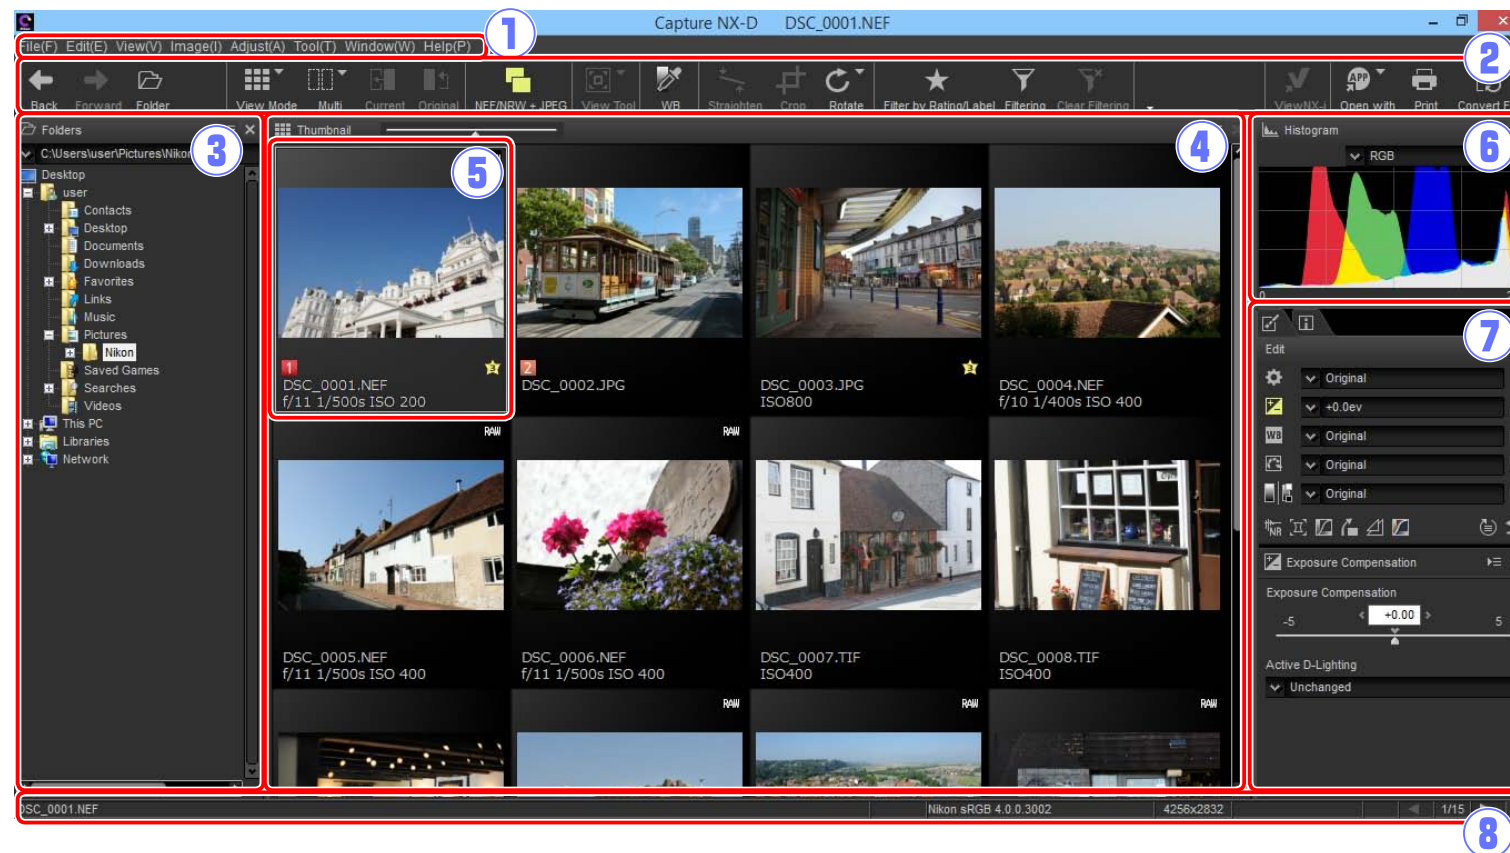 Capture NX-D DSC_0001.NEF
1
File(F) Edit(E) View(V) Image(I) Adjust(A) Tool(T) Window(W) Help(P)
2
Back Forward Folder View Mode Multi Current Original NEF/NRW + JPEG View Tool WB Straighten Crop Rotate Filter by Rating/Label Filtering Clear Filtering ViewNX-i Open with Print Convert F
Folders
3
C:\Users\user\Pictures\Nikon
Desktop
user
Contacts
Desktop
Documents
Downloads
Favorites
Links
Music
Pictures
Nikon
Saved Games
Searches
Videos
This PC
Libraries
Network
Thumbnail
4
5
1
3
DSC_0001.NEF
f/11 1/500s ISO 200
2
DSC_0002.JPG
3
DSC_0003.JPG
ISO800
DSC_0004.NEF
f/10 1/400s ISO 400
RAW
DSC_0005.NEF
f/11 1/500s ISO 400
RAW
DSC_0006.NEF
f/11 1/500s ISO 400
DSC_0007.TIF
ISO400
DSC_0008.TIF
ISO400
RAW
RAW
RAW
Histogram
6
RGB
0
7
Edit
Original
+0.0ev
WB Original
Original
Original
NR
Exposure Compensation
Exposure Compensation
-5 +0.00 5
Active D-Lighting
Unchanged
DSC_0001.NEF Nikon sRGB 4.0.0.3002 4256x2832 1/15
8